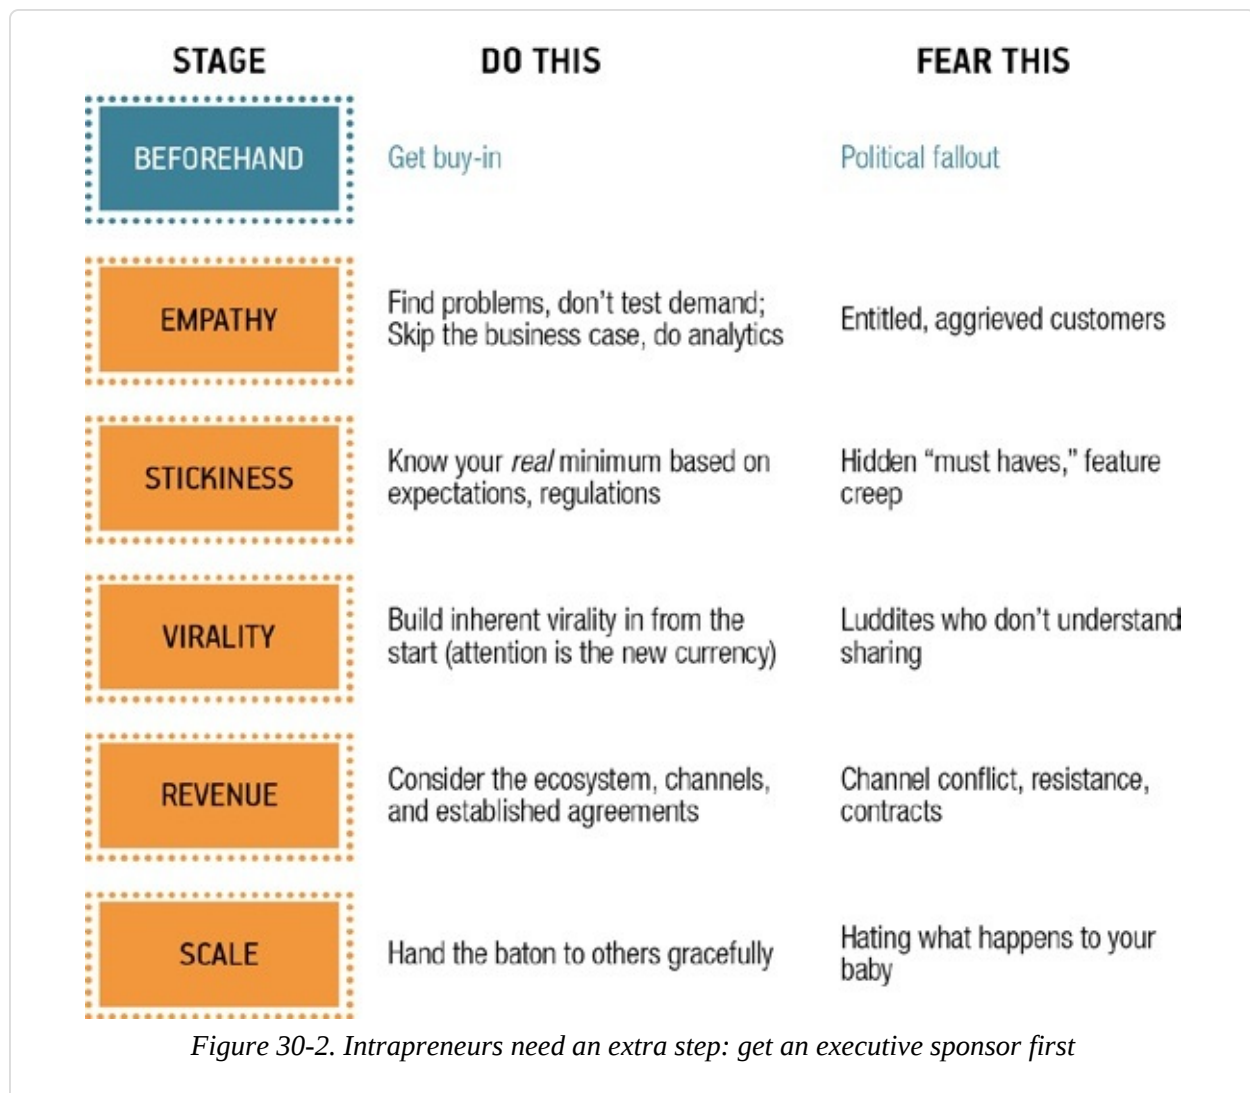 STAGE DO THIS FEAR THIS
BEFOREHAND Get buy-in Political fallout
EMPATHY
Find problems, don’t test demand;
Skip the business case, do analytics
Entitled, aggrieved customers
STICKINESS
Know your real minimum based on
expectations, regulations
Hidden “must haves,” feature
creep
VIRALITY
Build inherent virality in from the
start (attention is the new currency)
Luddites who don’t understand
sharing
REVENUE
Consider the ecosystem, channels,
and established agreements
Channel conflict, resistance,
contracts
SCALE
Hand the baton to others gracefully
Hating what happens to your
baby
Figure 30-2. Intrapreneurs need an extra step: get an executive sponsor first